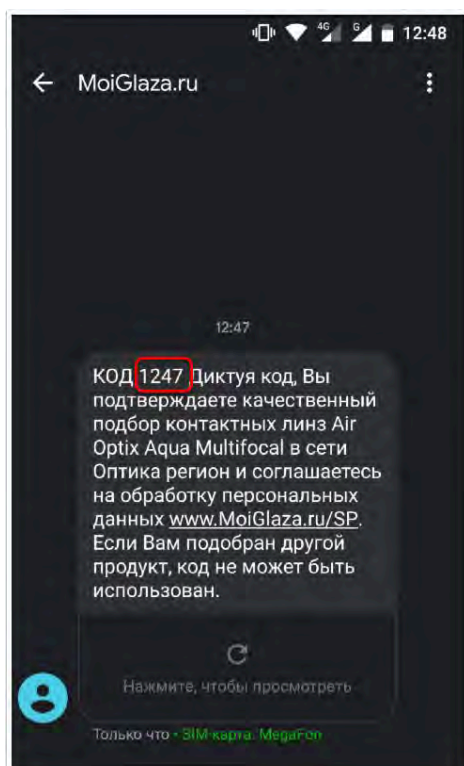 4G G 12:48
MoiGlaza.ru
12:47
КОД 1247 Диктуя код, Вы
подтверждаете качественный
подбор контактных линз Air
Optix Aqua Multifocal в сети
Оптика регион и соглашаетесь
на обработку персональных
данных www.MoiGlaza.ru/SP.
Если Вам подобран другой
продукт, код не может быть
использован.
Нажмите, чтобы просмотреть
Только что • SIM-карта: MegaFon